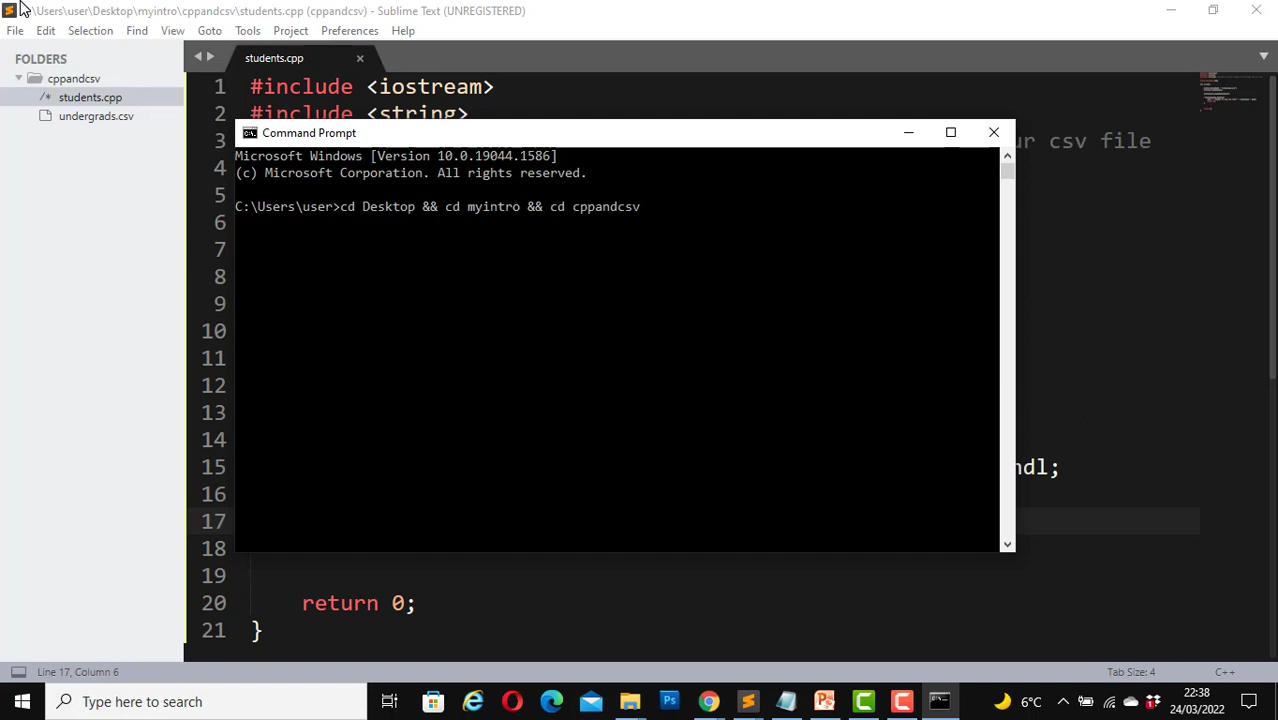 \Users\user\Desktop\myintro\cppandcsv\students.cpp (cppandcsv) - Sublime Text (UNREGISTERED)
File Edit Selection Find View Goto Tools Project Preferences Help
FOLDERS
cppandcsv
/* students.cpp
undergrads.csv
students.cpp
1 #include <iostream>
2 #include <string>
3 ur csv file
4
5
6
7
8
9
10
11
12
13
14
15 ndl;
16
17
18
19
20 return 0;
21 }
Command Prompt
Microsoft Windows [Version 10.0.19044.1586]
(c) Microsoft Corporation. All rights reserved.
C:\Users\user>cd Desktop && cd myintro && cd cppandcsv
Line 17, Column 6
Tab Size: 4
C++
Type here to search
6°C
22:38
24/03/2022